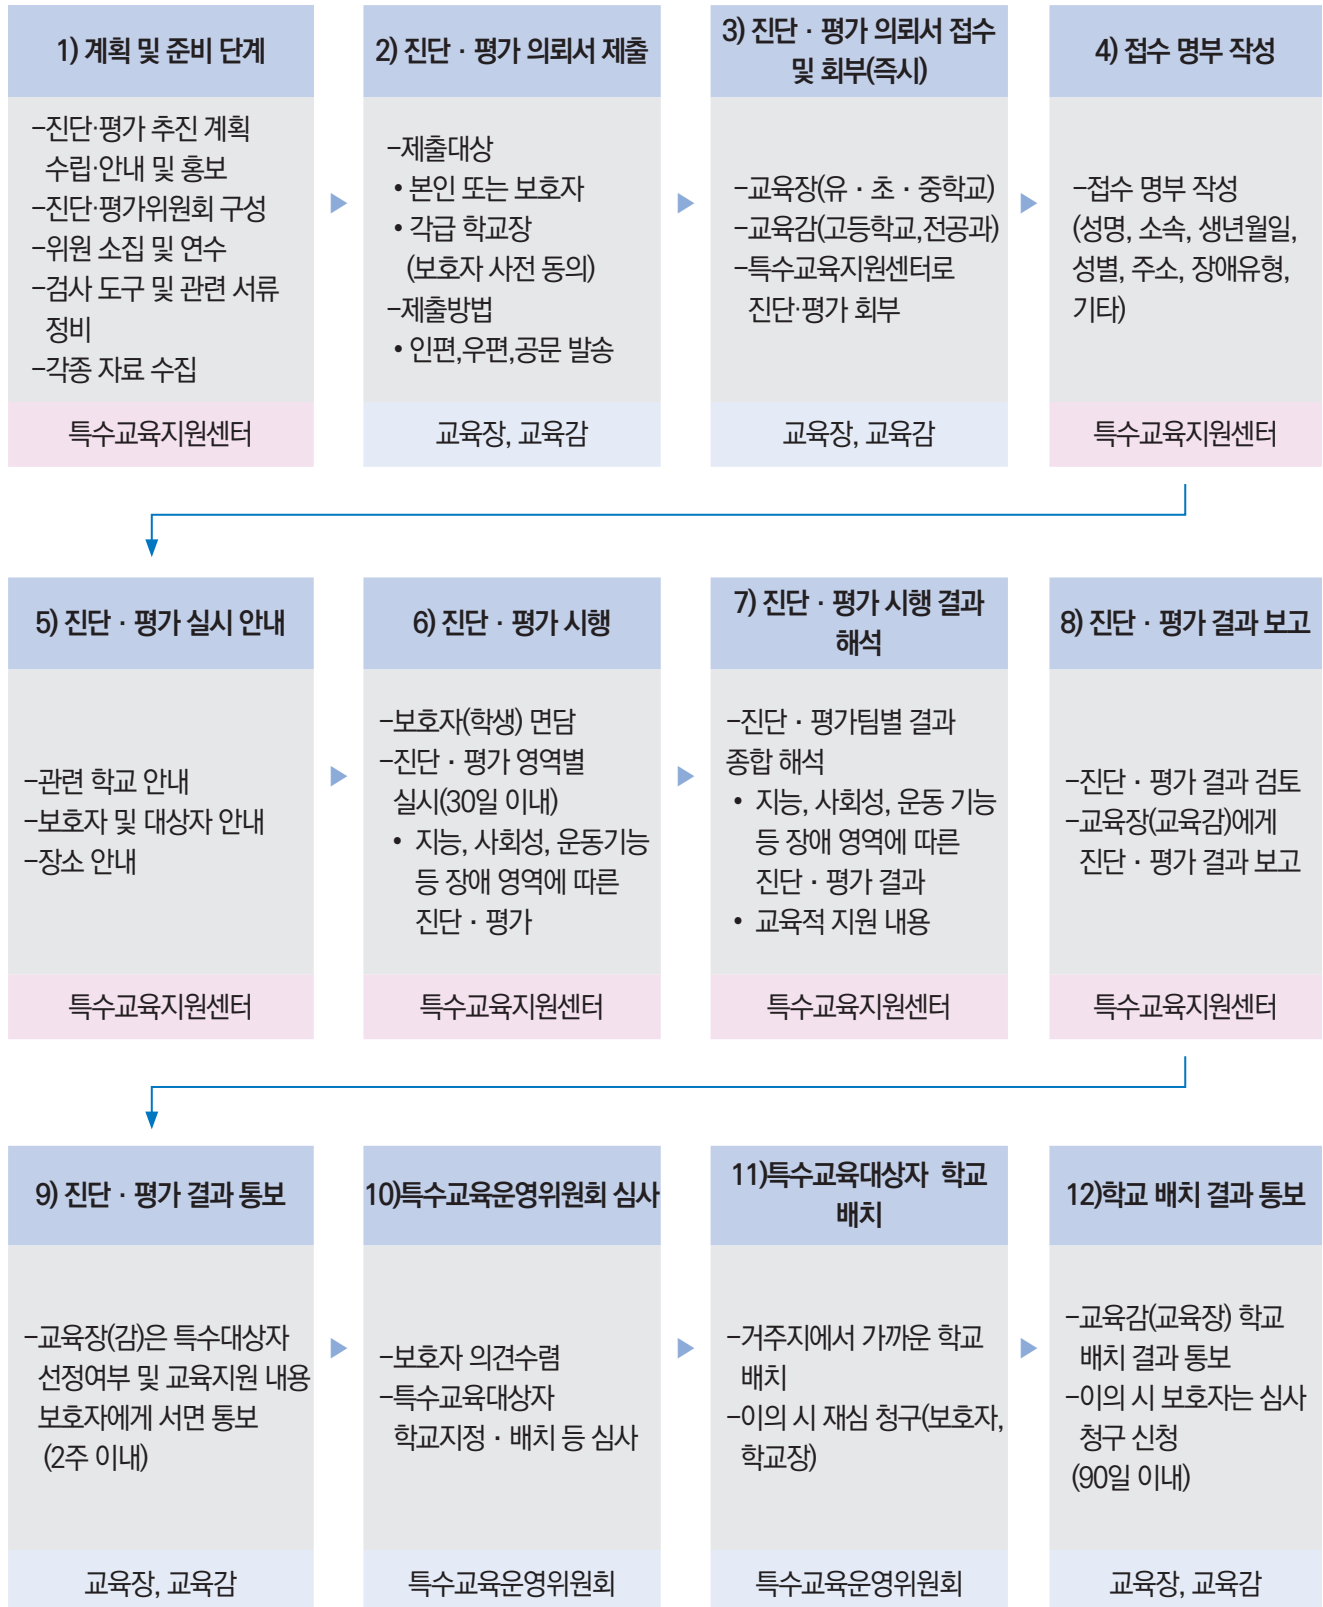 1) 계획 및 준비 단계
-진단·평가 추진 계획
수립·안내 및 홍보
-진단·평가위원회 구성
-위원 소집 및 연수
-검사 도구 및 관련 서류
정비
-각종 자료 수집
특수교육지원센터
2) 진단 · 평가 의뢰서 제출
-제출대상
• 본인 또는 보호자
• 각급 학교장
(보호자 사전 동의)
-제출방법
• 인편,우편,공문 발송
교육장, 교육감
3) 진단 · 평가 의뢰서 접수
및 회부(즉시)
-교육장(유 · 초 · 중학교)
-교육감(고등학교,전공과)
-특수교육지원센터로
진단·평가 회부
교육장, 교육감
4) 접수 명부 작성
-접수 명부 작성
(성명, 소속, 생년월일,
성별, 주소, 장애유형,
기타)
특수교육지원센터
5) 진단 · 평가 실시 안내
-관련 학교 안내
-보호자 및 대상자 안내
-장소 안내
특수교육지원센터
6) 진단 · 평가 시행
-보호자(학생) 면담
-진단 · 평가 영역별
실시(30일 이내)
• 지능, 사회성, 운동기능
등 장애 영역에 따른
진단 · 평가
특수교육지원센터
7) 진단 · 평가 시행 결과
해석
-진단 · 평가팀별 결과
종합 해석
• 지능, 사회성, 운동 기능
등 장애 영역에 따른
진단 · 평가 결과
• 교육적 지원 내용
특수교육지원센터
8) 진단 · 평가 결과 보고
-진단 · 평가 결과 검토
-교육장(교육감)에게
진단 · 평가 결과 보고
특수교육지원센터
9) 진단 · 평가 결과 통보
-교육장(감)은 특수대상자
선정여부 및 교육지원 내용
보호자에게 서면 통보
(2주 이내)
교육장, 교육감
10)특수교육운영위원회 심사
-보호자 의견수렴
-특수교육대상자
학교지정 · 배치 등 심사
특수교육운영위원회
11)특수교육대상자 학교
배치
-거주지에서 가까운 학교
배치
-이의 시 재심 청구(보호자,
학교장)
특수교육운영위원회
12)학교 배치 결과 통보
-교육감(교육장) 학교
배치 결과 통보
-이의 시 보호자는 심사
청구 신청
(90일 이내)
교육장, 교육감